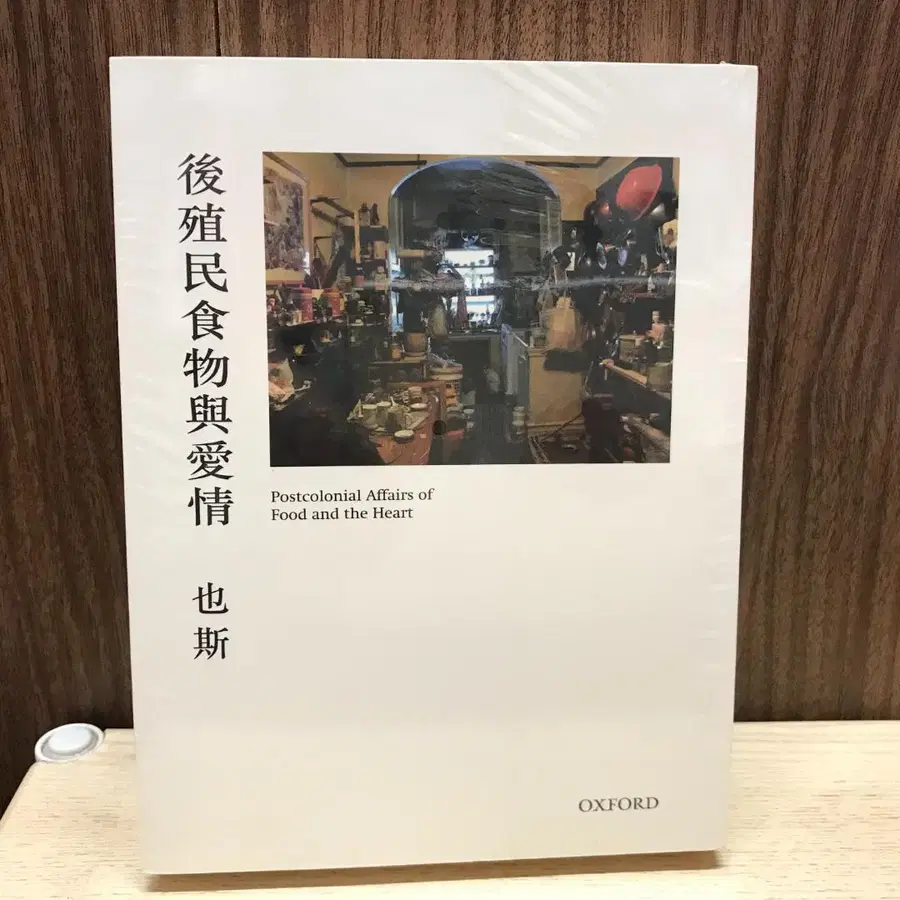 後殖民食物與愛情
也斯
Postcolonial Affairs of
Food and the Heart
OXFORD